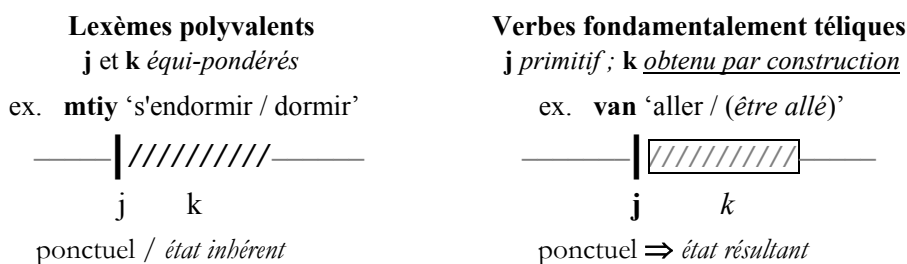 Lexèmes polyvalents
j et k équi-pondérés
ex. mtiy ‘s'endormir / dormir’
j k
ponctuel / état inhérent
Verbes fondamentalement téliques
j primitif ; k obtenu par construction
ex. van ‘aller / (être allé)’
j k
ponctuel ⇒ état résultant